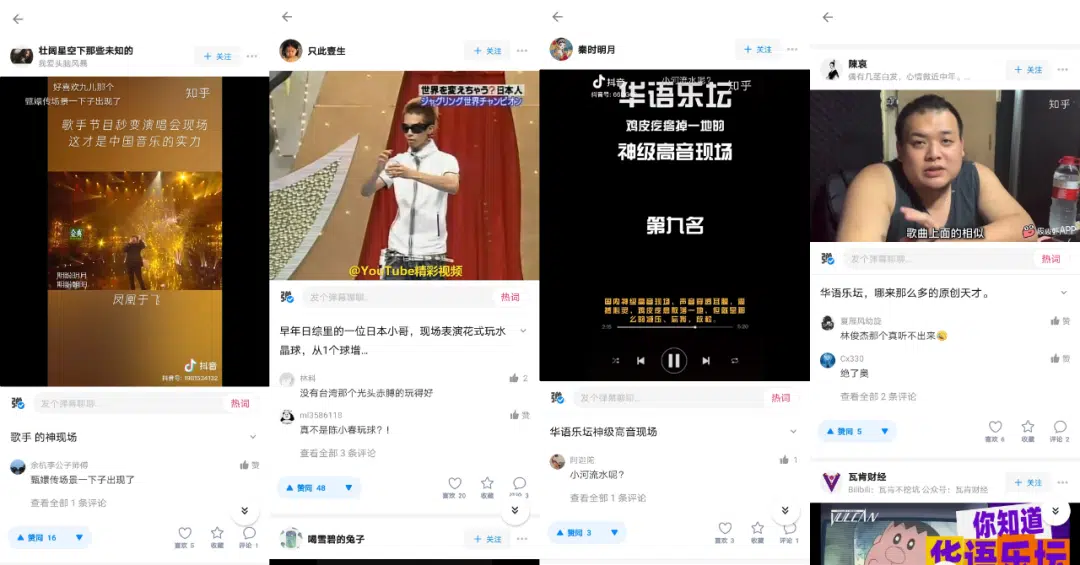 壮阔星空下那些未知的
我爱头脑风暴
+ 关注
好喜欢九儿那个
甄嬛传场景一下子出现了
知乎
歌手节目秒变演唱会现场
这才是中国音乐的实力
凤凰于飞
抖音
发个弹幕聊聊...
热词
歌手 的神现场
余杭李公子师傅
赞
甄嬛传场景一下子出现了
查看全部 1 条评论
赞同 16
喜欢 5
收藏
评论 1
只此壹生
+ 关注
世界を変えちゃう?日本人
ジャグリング世界チャンピオン
@YouTube精彩视频
发个弹幕聊聊...
热词
早年日综里的一位日本小哥,现场表演花式玩水
晶球,从1个球增...
林科
2
没有台湾那个光头赤膊的玩得好
ml3586118
赞
真不是陈小春玩球?!
查看全部 3 条评论
赞同 48
喜欢 20
收藏
3
喝雪碧的兔子
+ 关注
秦时明月
+ 关注
抖音
小河流水呢?
知乎
华语乐坛
鸡皮疙瘩掉一地的
神级高音现场
第九名
发个弹幕聊聊...
热词
华语乐坛神级高音现场
1
小河流水呢?
查看全部 1 条评论
赞同 3
喜欢 3
收藏
评论 1
陳哀
偶有几茎白发,心情微近中年。...
+ 关注
知乎
歌曲上面的相似
发个弹幕聊聊...
热词
华语乐坛,哪来那么多的原创天才。
夏雁风幼旋
赞
林俊杰那个真听不出来
Cx330
赞
绝了奥
查看全部 2 条评论
赞同 5
喜欢 6
收藏
评论 2
瓦肯财经
Bilibili:瓦肯不挖坑 公众号:瓦肯财经
+ 关注
VULCAN
你知道
华语乐坛